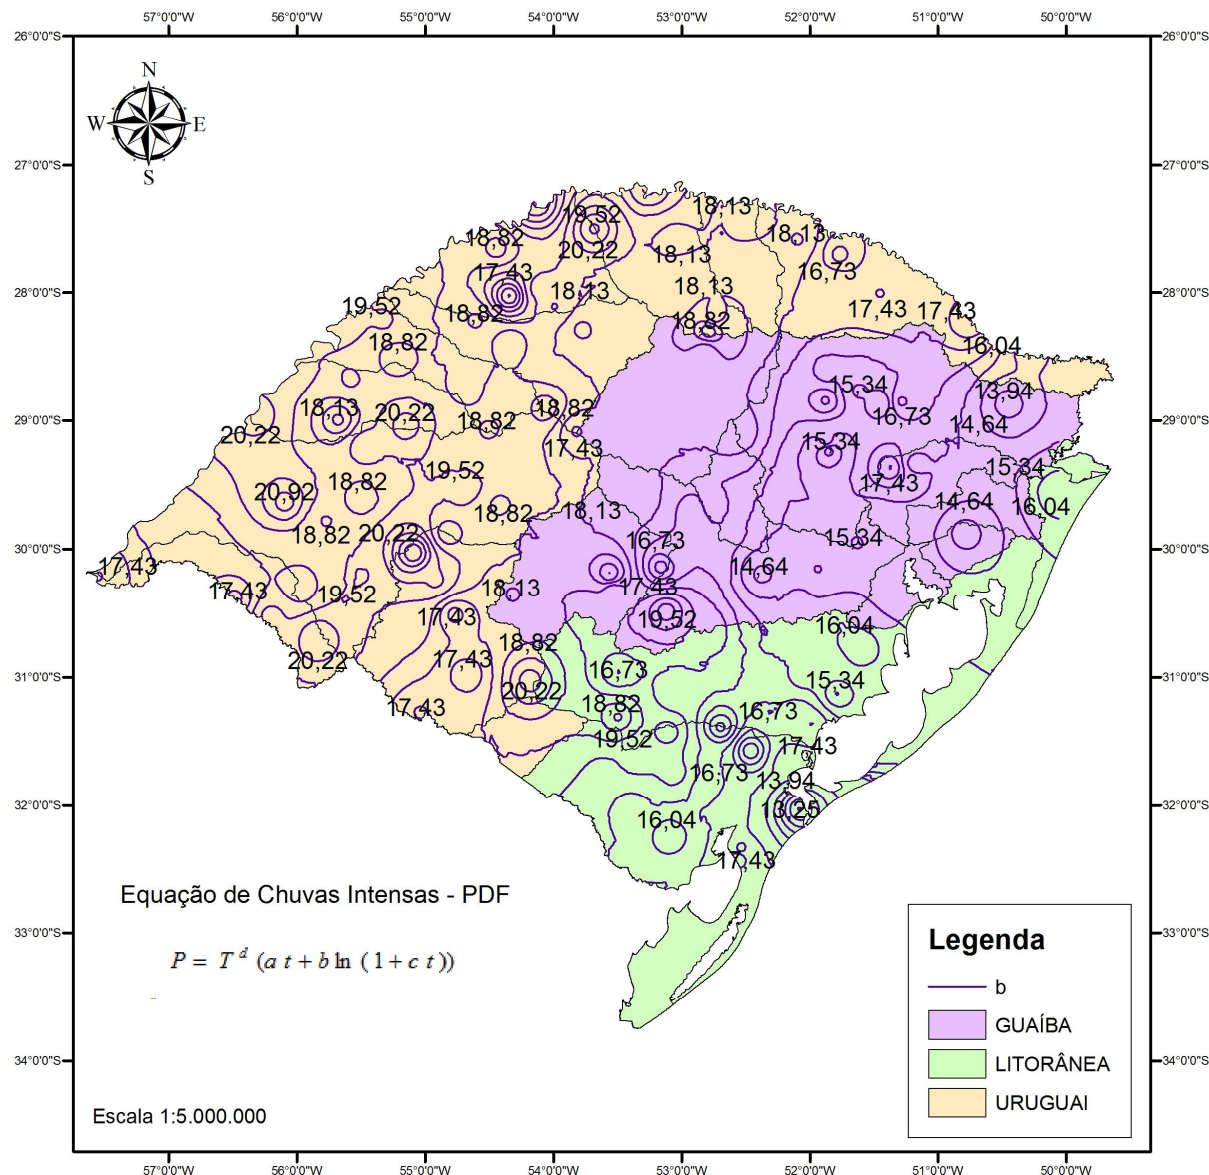 57°0'0"W 56°0'0"W 55°0'0"W 54°0'0"W 53°0'0"W 52°0'0"W 51°0'0"W 50°0'0"W
26°0'0"S 26°0'0"S
N
W E
S
27°0'0"S 27°0'0"S
18,13
19,52
18,82 18,13
20,22 18,13
17,43 16,73
18,13 18,13
28°0'0"S 28°0'0"S
19,52 18,82 17,43 17,43
18,82
18,82 16,04
15,34 13,94
18,13 20,22 18,82 16,73
29°0'0"S 29°0'0"S
20,22 18,82 14,64
17,43 15,34
19,52 15,34
20,92 18,82 17,43
18,82 18,13 14,64 16,04
18,82 20,22 16,73 15,34
30°0'0"S 30°0'0"S
17,43 14,64
17,43 19,52 18,13 17,43
17,43 19,52 16,04
20,22 17,43 18,82 16,73
31°0'0"S 31°0'0"S
20,22 15,34
17,43 18,82 16,73
19,52 17,43
16,73 13,94
32°0'0"S 32°0'0"S
16,04 13,25
17,43
Equação de Chuvas Intensas - PDF
33°0'0"S 33°0'0"S
P = T^d (a t + b ln (1 + c t))
Legenda
b
GUAÍBA
34°0'0"S 34°0'0"S
LITORÂNEA
URUGUAI
Escala 1:5.000.000
57°0'0"W 56°0'0"W 55°0'0"W 54°0'0"W 53°0'0"W 52°0'0"W 51°0'0"W 50°0'0"W